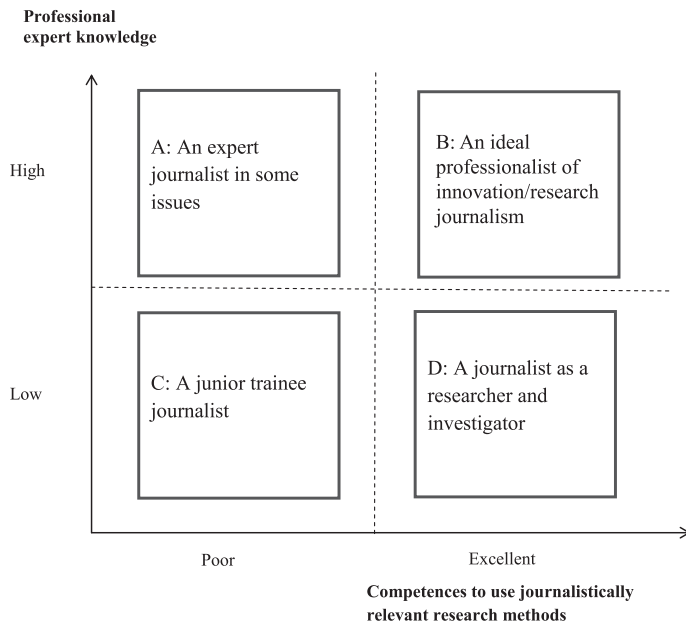 Professional
expert knowledge
High
A: An expert
journalist in some
issues
B: An ideal
professionalist of
innovation/research
journalism
Low
C: A junior trainee
journalist
D: A journalist as a
researcher and
investigator
Poor
Excellent
Competences to use journalistically
relevant research methods